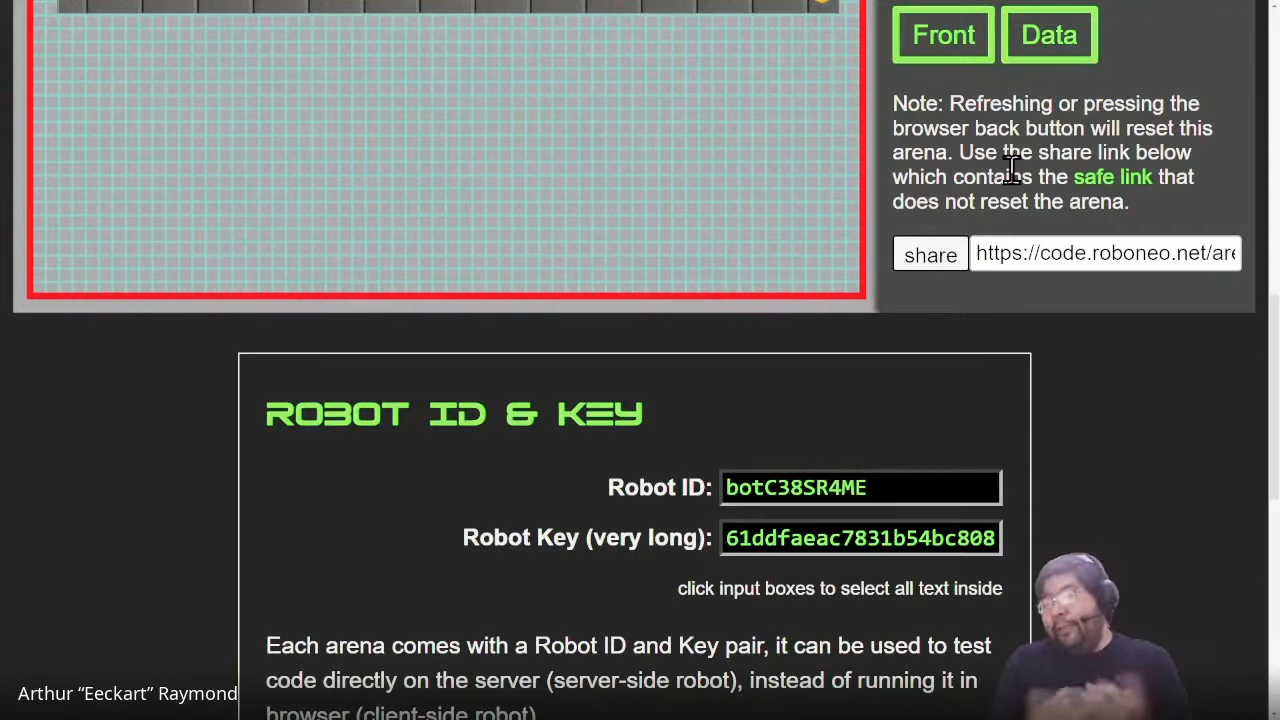 Front Data
Note: Refreshing or pressing the
browser back button will reset this
arena. Use the share link below
which contains the safe link that
does not reset the arena.
share https://code.roboneo.net/are
ROBOT ID & KEY
Robot ID: botC38SR4ME
Robot Key (very long): 61ddfaeac7831b54bc808
click input boxes to select all text inside
Each arena comes with a Robot ID and Key pair, it can be used to test
code directly on the server (server-side robot), instead of running it in
browser (client-side robot)
Arthur “Eeckart” Raymond